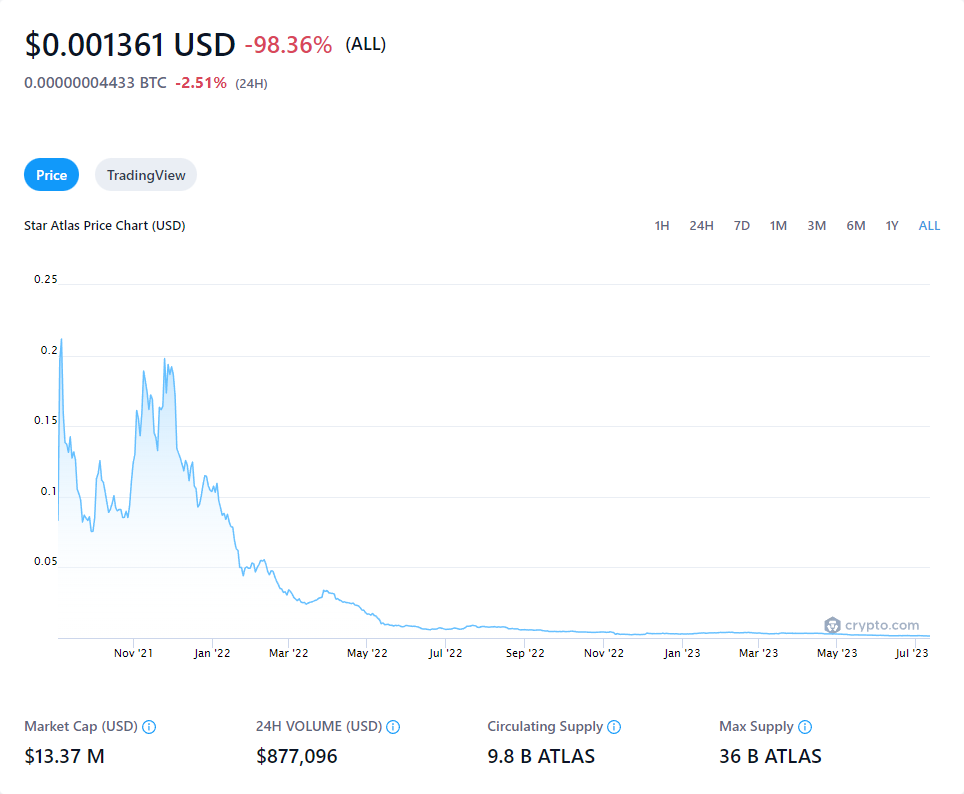 $0.001361 USD -98.36% (ALL)
0.00000004433 BTC -2.51% (24H)
Price TradingView
Star Atlas Price Chart (USD) 1H 24H 7D 1M 3M 6M 1Y ALL
0.25
0.2
0.15
0.1
0.05
crypto.com
Nov '21 Jan '22 Mar '22 May '22 Jul '22 Sep '22 Nov '22 Jan '23 Mar '23 May '23 Jul '23
Market Cap (USD) 24H VOLUME (USD) Circulating Supply Max Supply
$13.37 M $877,096 9.8 B ATLAS 36 B ATLAS